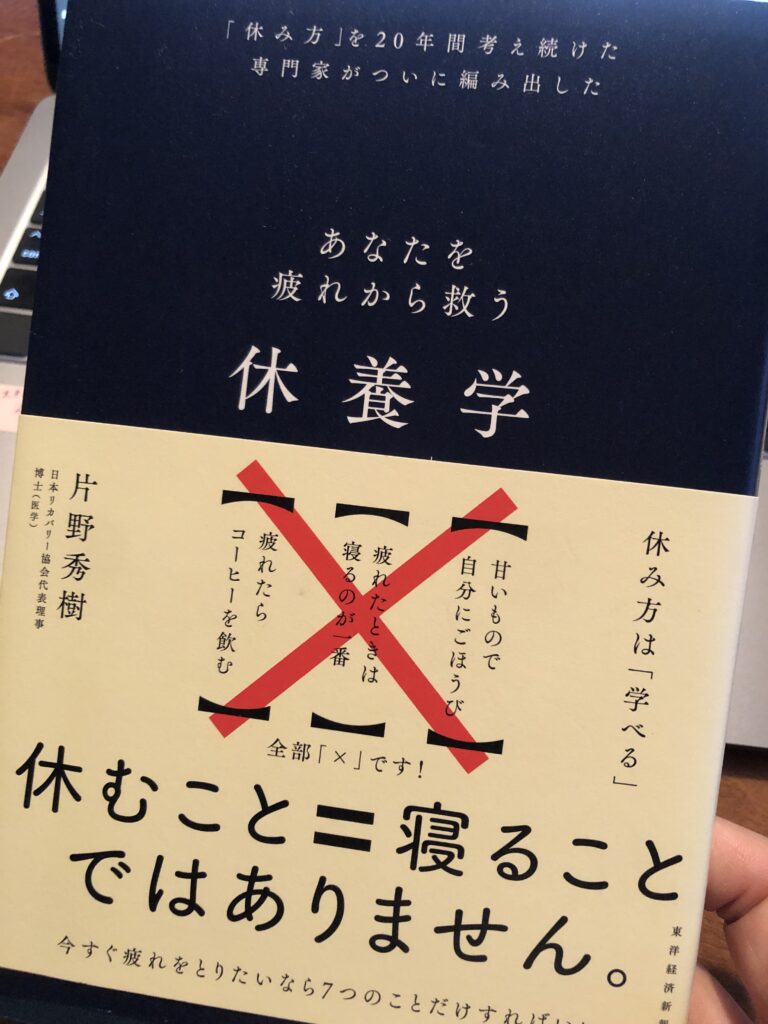 「休み方」を20年間考え続けた
専門家がついに編み出した
あなたを
疲れから救う
休養学
休み方は「学べる」
甘いもので
自分にごほうび
疲れたときは
寝るのが一番
疲れたら
コーヒーを飲む
片野秀樹
日本リカバリー協会代表理事
博士(医学)
全部「×」です!
休むこと=寝ること
ではありません。
今すぐ疲れをとりたいなら7つのことだけすればい
東洋経済新報